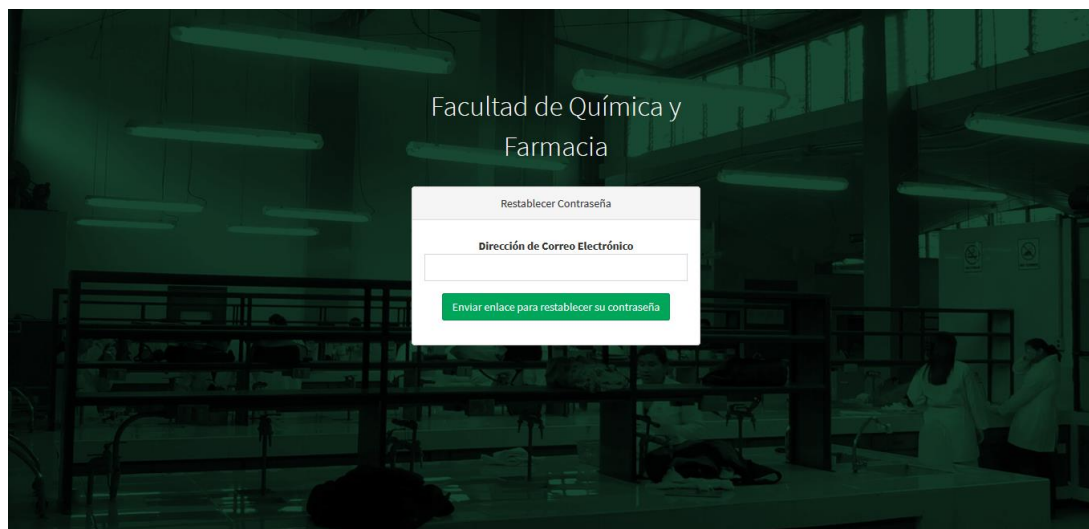 Facultad de Química y
Farmacia
Restablecer Contraseña
Dirección de Correo Electrónico
Enviar enlace para restablecer su contraseña